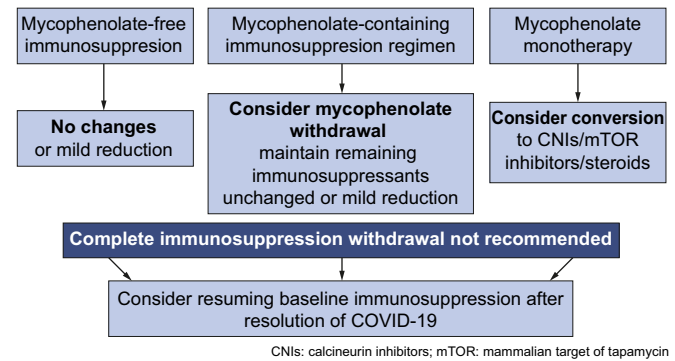 Mycophenolate-free
immunosuppresion
Mycophenolate-containing
immunosuppresion regimen
Mycophenolate
monotherapy
No changes
or mild reduction
Consider mycophenolate
withdrawal
maintain remaining
immunosuppressants
unchanged or mild reduction
Consider conversion
to CNIs/mTOR
inhibitors/steroids
Complete immunosuppression withdrawal not recommended
Consider resuming baseline immunosuppression after
resolution of COVID-19
CNIs: calcineurin inhibitors; mTOR: mammalian target of tapamycin